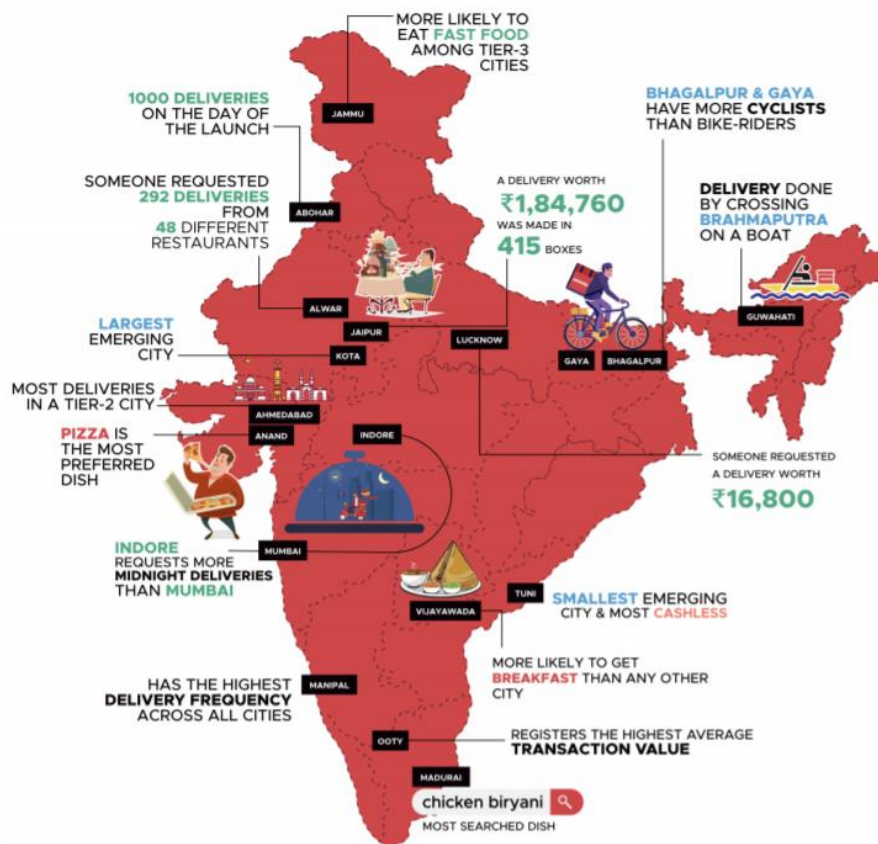 MORE LIKELY TO
EAT FAST FOOD
AMONG TIER-3
CITIES
JAMMU
1000 DELIVERIES
ON THE DAY OF
THE LAUNCH
ABOHAR
BHAGALPUR & GAYA
HAVE MORE CYCLISTS
THAN BIKE-RIDERS
SOMEONE REQUESTED
292 DELIVERIES
FROM
48 DIFFERENT
RESTAURANTS
ALWAR
A DELIVERY WORTH
₹1,84,760
WAS MADE IN
415 BOXES
JAIPUR
DELIVERY DONE
BY CROSSING
BRAHMAPUTRA
ON A BOAT
GUWAHATI
LARGEST
EMERGING
CITY
KOTA
LUCKNOW
GAYA
BHAGALPUR
MOST DELIVERIES
IN A TIER-2 CITY
AHMEDABAD
PIZZA IS
THE MOST
PREFERRED
DISH
ANAND
INDORE
SOMEONE REQUESTED
A DELIVERY WORTH
₹16,800
INDORE
REQUESTS MORE
MIDNIGHT DELIVERIES
THAN MUMBAI
MUMBAI
TUNI
SMALLEST EMERGING
CITY & MOST CASHLESS
VIJAYAWADA
MORE LIKELY TO GET
BREAKFAST THAN ANY OTHER
CITY
HAS THE HIGHEST
DELIVERY FREQUENCY
ACROSS ALL CITIES
MANIPAL
OOTY
REGISTERS THE HIGHEST AVERAGE
TRANSACTION VALUE
MADURAI
chicken biryani
MOST SEARCHED DISH